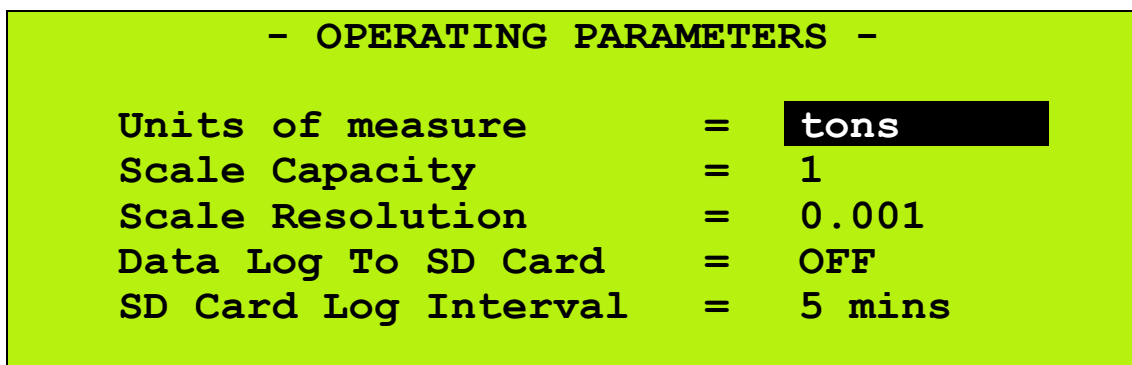 - OPERATING PARAMETERS -
Units of measure = tons
Scale Capacity = 1
Scale Resolution = 0.001
Data Log To SD Card = OFF
SD Card Log Interval = 5 mins